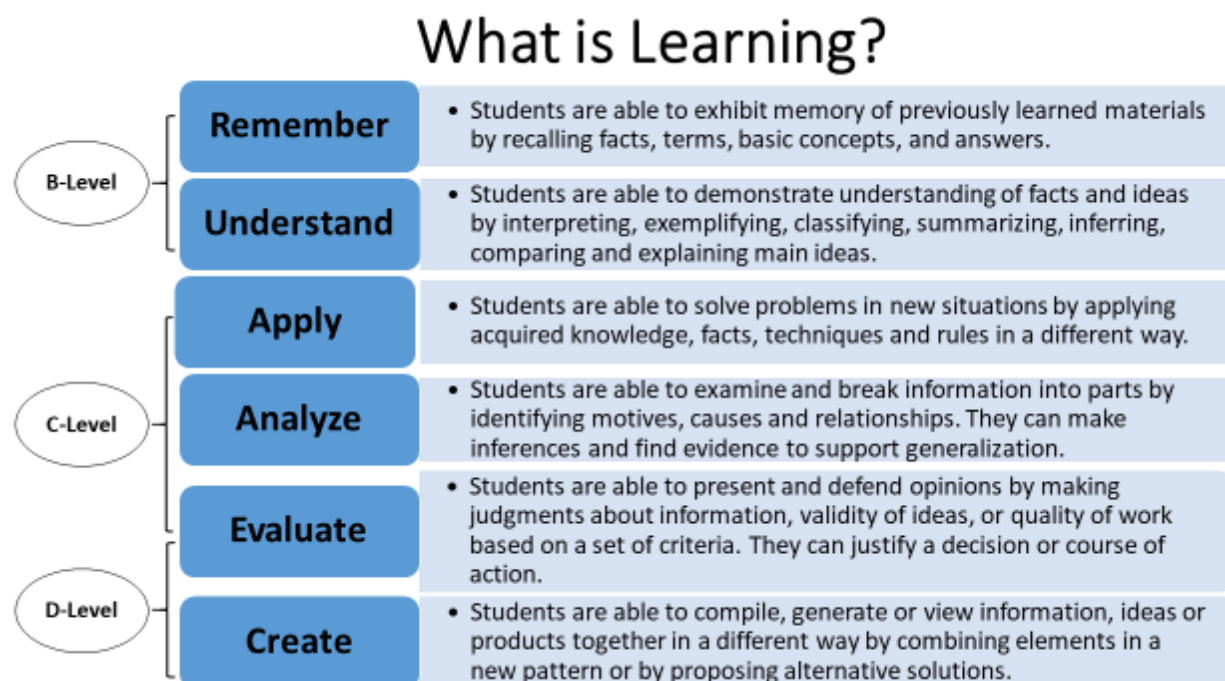 What is Learning?
B-Level
Remember
• Students are able to exhibit memory of previously learned materials
by recalling facts, terms, basic concepts, and answers.
Understand
• Students are able to demonstrate understanding of facts and ideas
by interpreting, exemplifying, classifying, summarizing, inferring,
comparing and explaining main ideas.
C-Level
Apply
• Students are able to solve problems in new situations by applying
acquired knowledge, facts, techniques and rules in a different way.
Analyze
• Students are able to examine and break information into parts by
identifying motives, causes and relationships. They can make
inferences and find evidence to support generalization.
Evaluate
• Students are able to present and defend opinions by making
judgments about information, validity of ideas, or quality of work
based on a set of criteria. They can justify a decision or course of
action.
D-Level
Create
• Students are able to compile, generate or view information, ideas or
products together in a different way by combining elements in a
new pattern or by proposing alternative solutions.